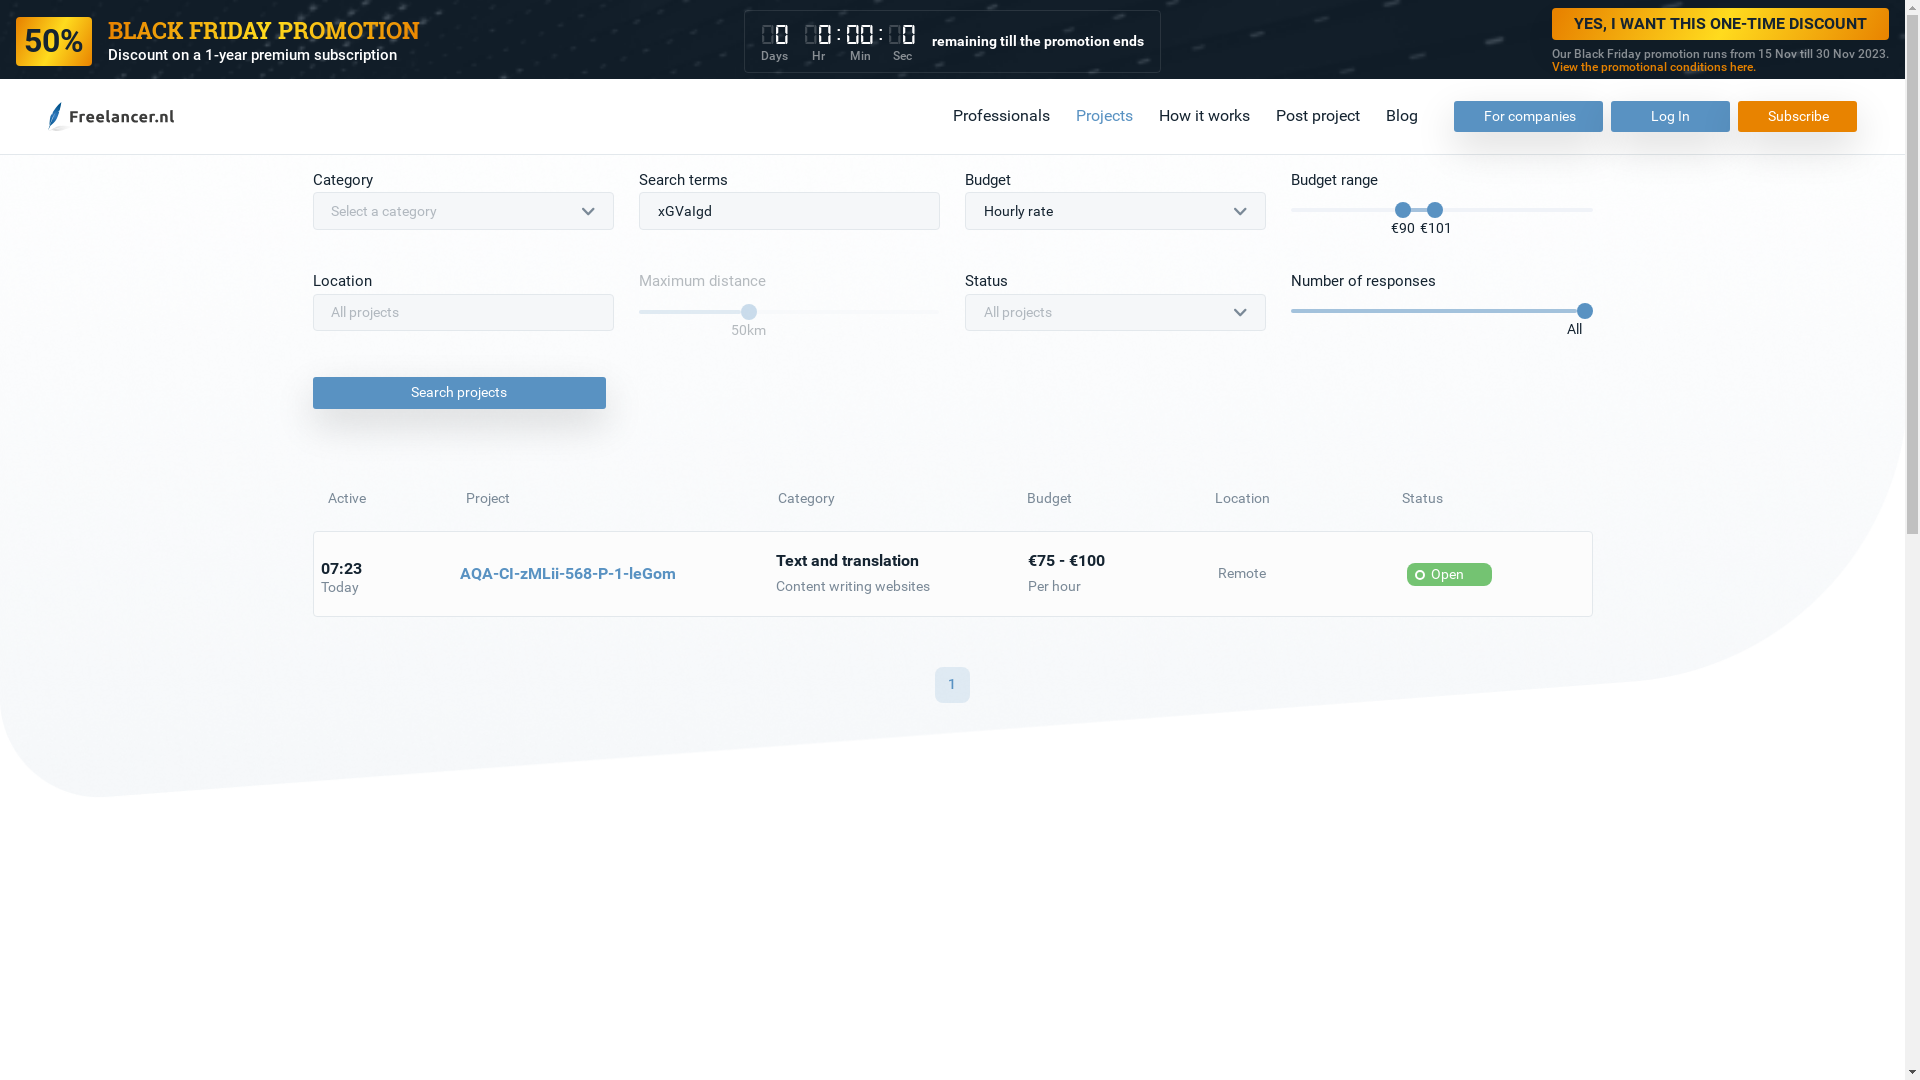 50%
BLACK FRIDAY PROMOTION
Discount on a 1-year premium subscription
0 0 : 00 : 0
Days Hr Min Sec
remaining till the promotion ends
YES, I WANT THIS ONE-TIME DISCOUNT
Our Black Friday promotion runs from 15 Nov till 30 Nov 2023.
View the promotional conditions here.
Freelancer.nl
Professionals Projects How it works Post project Blog For companies Log In Subscribe
Category Search terms Budget Budget range
Select a category xGVaIgd Hourly rate
€90 €101
Location Maximum distance Status Number of responses
All projects All projects
50km All
Search projects
Active Project Category Budget Location Status
07:23
Today
AQA-CI-zMLii-568-P-1-leGom
Text and translation
Content writing websites
€75 - €100
Per hour
Remote
Open
1